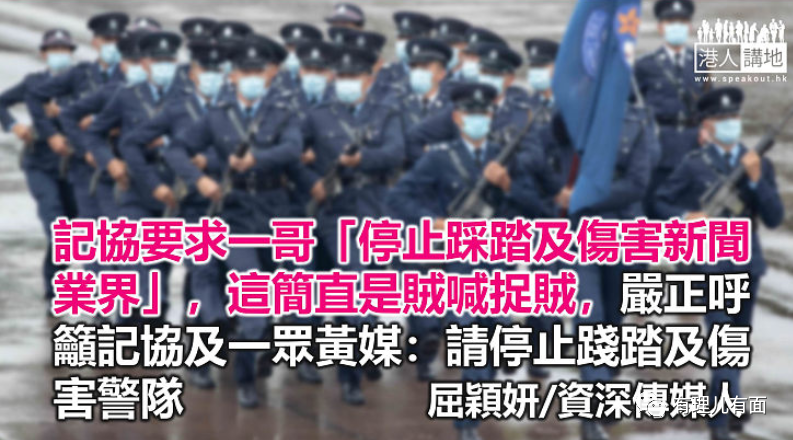 港人講地
www.speakout.hk
記協要求一哥「停止踩踏及傷害新聞
業界」，這簡直是賊喊捉賊，嚴正呼
籲記協及一眾黃媒：請停止踐踏及傷
害警隊
屈穎妍/資深傳媒人
有理儿有面